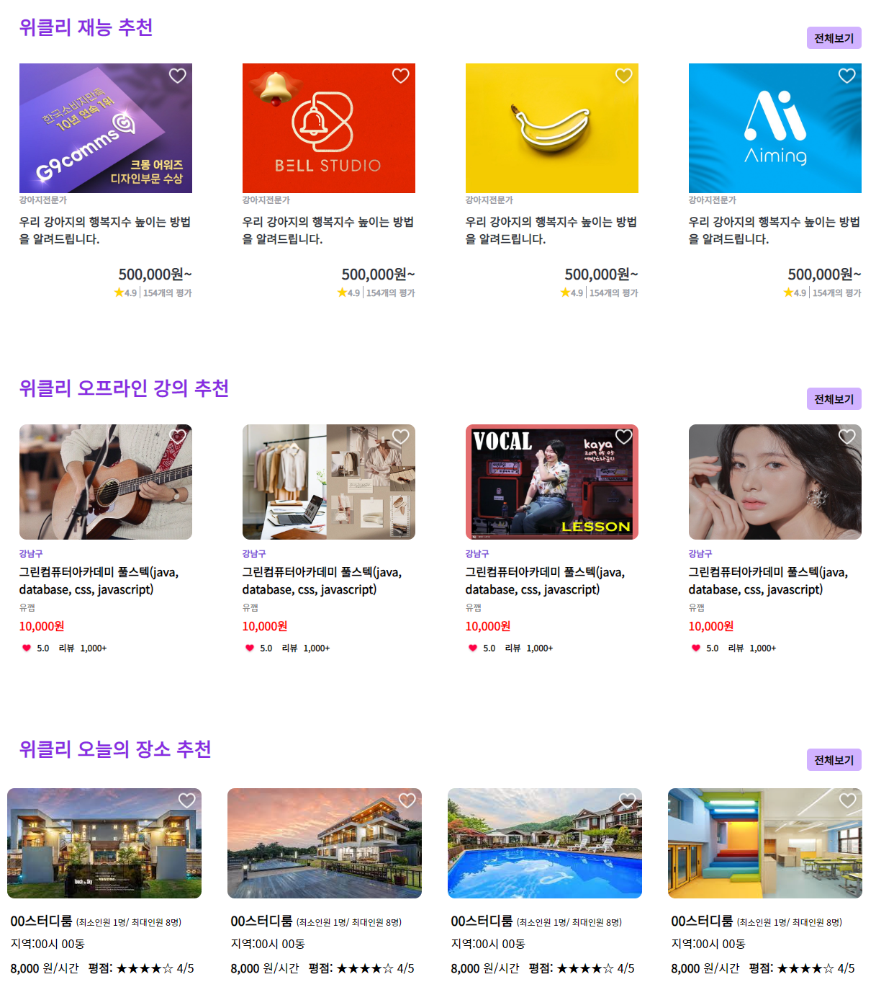 위클리 재능 추천
전체보기
한국소비자만족
10년 연속 1위
G9comms
크몽 어워즈
디자인부문 수상
BELL STUDIO
Ai
Aiming
강아지전문가
강아지전문가
강아지전문가
강아지전문가
우리 강아지의 행복지수 높이는 방법
을 알려드립니다.
우리 강아지의 행복지수 높이는 방법
을 알려드립니다.
우리 강아지의 행복지수 높이는 방법
을 알려드립니다.
우리 강아지의 행복지수 높이는 방법
을 알려드립니다.
500,000원~
★4.9 | 154개의 평가
500,000원~
★4.9 | 154개의 평가
500,000원~
★4.9 | 154개의 평가
500,000원~
★4.9 | 154개의 평가
위클리 오프라인 강의 추천
전체보기
VOCAL
kaya
2019 05 05
LESSON
강남구
그린컴퓨터아카데미 풀스텍(java,
database, css, javascript)
유깹
10,000원
5.0 리뷰 1,000+
강남구
그린컴퓨터아카데미 풀스텍(java,
database, css, javascript)
유깹
10,000원
5.0 리뷰 1,000+
강남구
그린컴퓨터아카데미 풀스텍(java,
database, css, javascript)
유깹
10,000원
5.0 리뷰 1,000+
강남구
그린컴퓨터아카데미 풀스텍(java,
database, css, javascript)
유깹
10,000원
5.0 리뷰 1,000+
위클리 오늘의 장소 추천
전체보기
Touch the Sky
00스터디룸 (최소인원 1명/ 최대인원 8명)
지역:00시 00동
8,000 원/시간 평점: ★★★★☆ 4/5
00스터디룸 (최소인원 1명/ 최대인원 8명)
지역:00시 00동
8,000 원/시간 평점: ★★★★☆ 4/5
00스터디룸 (최소인원 1명/ 최대인원 8명)
지역:00시 00동
8,000 원/시간 평점: ★★★★☆ 4/5
00스터디룸 (최소인원 1명/ 최대인원 8명)
지역:00시 00동
8,000 원/시간 평점: ★★★★☆ 4/5